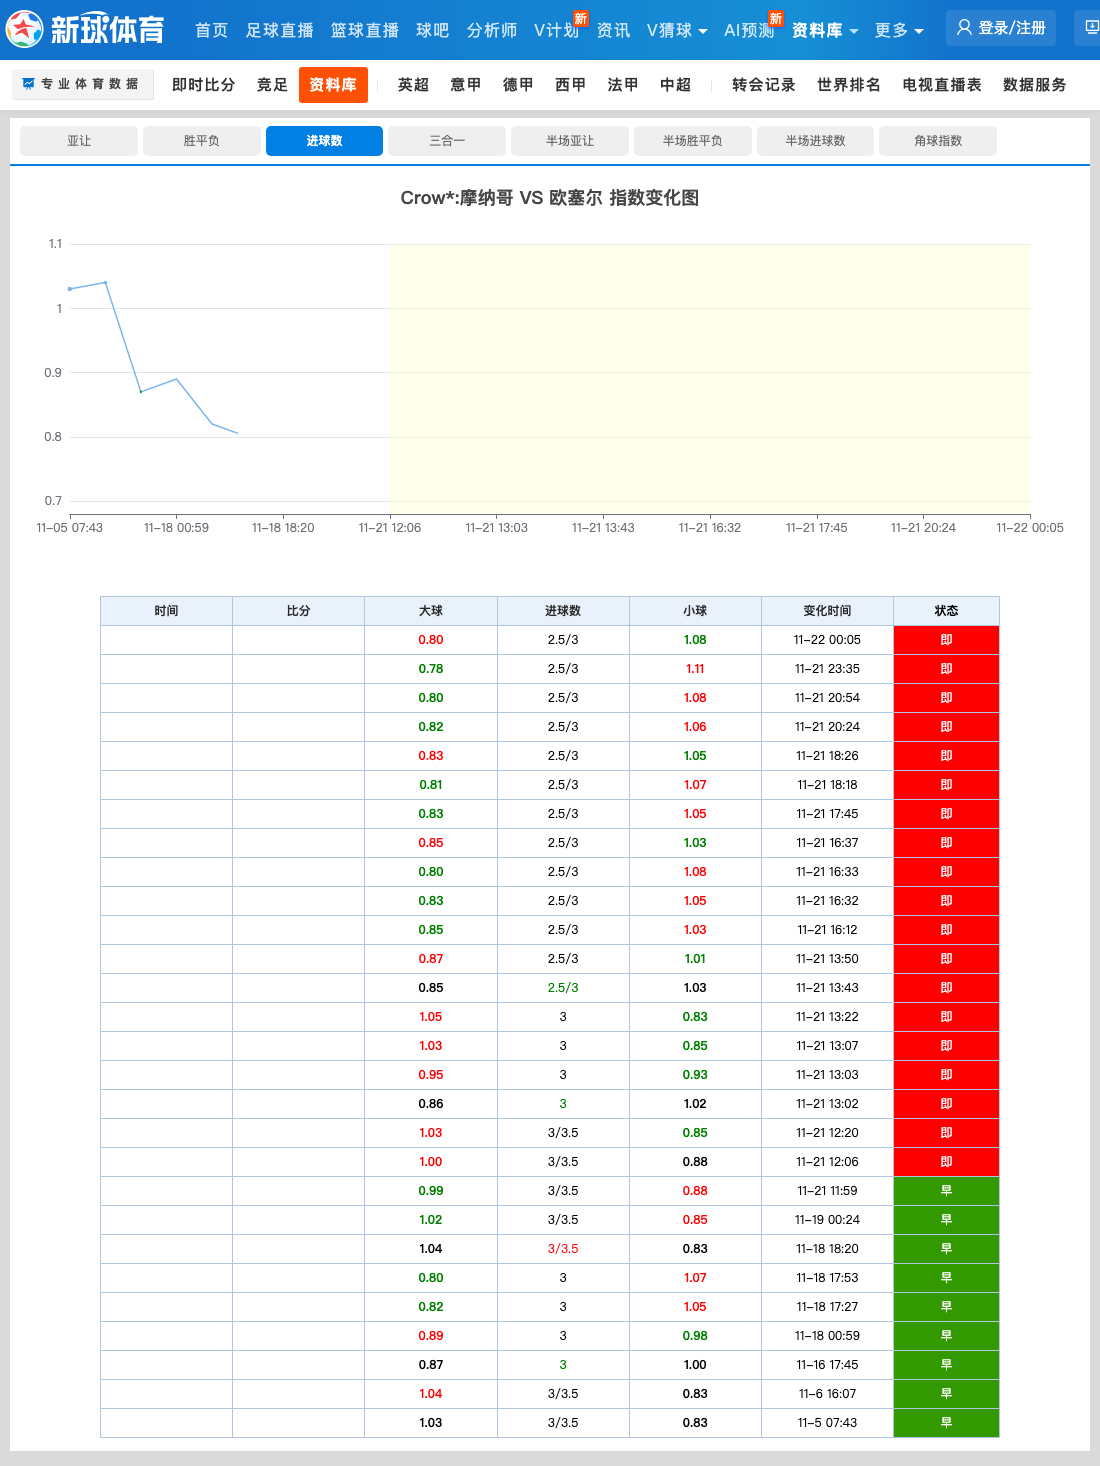 新球体育 首页 足球直播 篮球直播 球吧 分析师 V计划 新 资讯 V猜球 AI预测 新 资料库 更多 登录/注册
专业体育数据 即时比分 竞足 资料库 英超 意甲 德甲 西甲 法甲 中超 转会记录 世界排名 电视直播表 数据服务
亚让 胜平负 进球数 三合一 半场亚让 半场胜平负 半场进球数 角球指数
Crow*:摩纳哥 VS 欧塞尔 指数变化图
1.1
1
0.9
0.8
0.7
11-05 07:43 11-18 00:59 11-18 18:20 11-21 12:06 11-21 13:03 11-21 13:43 11-21 16:32 11-21 17:45 11-21 20:24 11-22 00:05
时间 比分 大球 进球数 小球 变化时间 状态
0.80 2.5/3 1.08 11-22 00:05 即
0.78 2.5/3 1.11 11-21 23:35 即
0.80 2.5/3 1.08 11-21 20:54 即
0.82 2.5/3 1.06 11-21 20:24 即
0.83 2.5/3 1.05 11-21 18:26 即
0.81 2.5/3 1.07 11-21 18:18 即
0.83 2.5/3 1.05 11-21 17:45 即
0.85 2.5/3 1.03 11-21 16:37 即
0.80 2.5/3 1.08 11-21 16:33 即
0.83 2.5/3 1.05 11-21 16:32 即
0.85 2.5/3 1.03 11-21 16:12 即
0.87 2.5/3 1.01 11-21 13:50 即
0.85 2.5/3 1.03 11-21 13:43 即
1.05 3 0.83 11-21 13:22 即
1.03 3 0.85 11-21 13:07 即
0.95 3 0.93 11-21 13:03 即
0.86 3 1.02 11-21 13:02 即
1.03 3/3.5 0.85 11-21 12:20 即
1.00 3/3.5 0.88 11-21 12:06 即
0.99 3/3.5 0.88 11-21 11:59 早
1.02 3/3.5 0.85 11-19 00:24 早
1.04 3/3.5 0.83 11-18 18:20 早
0.80 3 1.07 11-18 17:53 早
0.82 3 1.05 11-18 17:27 早
0.89 3 0.98 11-18 00:59 早
0.87 3 1.00 11-16 17:45 早
1.04 3/3.5 0.83 11-6 16:07 早
1.03 3/3.5 0.83 11-5 07:43 早